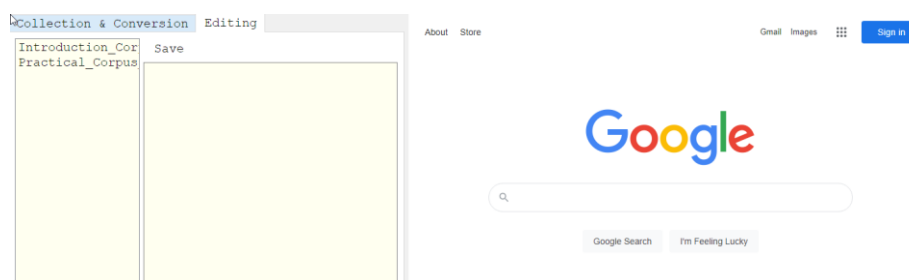 Collection & Conversion Editing
Introduction_Cor
Practical_Corpus
Save
About Store
Gmail Images
Sign in
Google
Google Search I'm Feeling Lucky